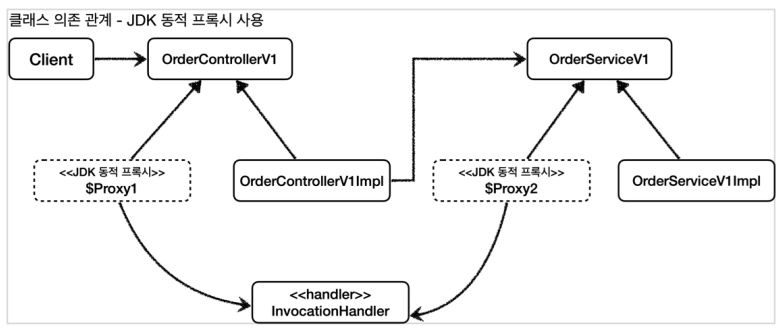 클래스 의존 관계 - JDK 동적 프록시 사용
Client
OrderControllerV1
OrderServiceV1
<<JDK 동적 프록시>>
$Proxy1
OrderControllerV1Impl
<<JDK 동적 프록시>>
$Proxy2
OrderServiceV1Impl
<<handler>>
InvocationHandler